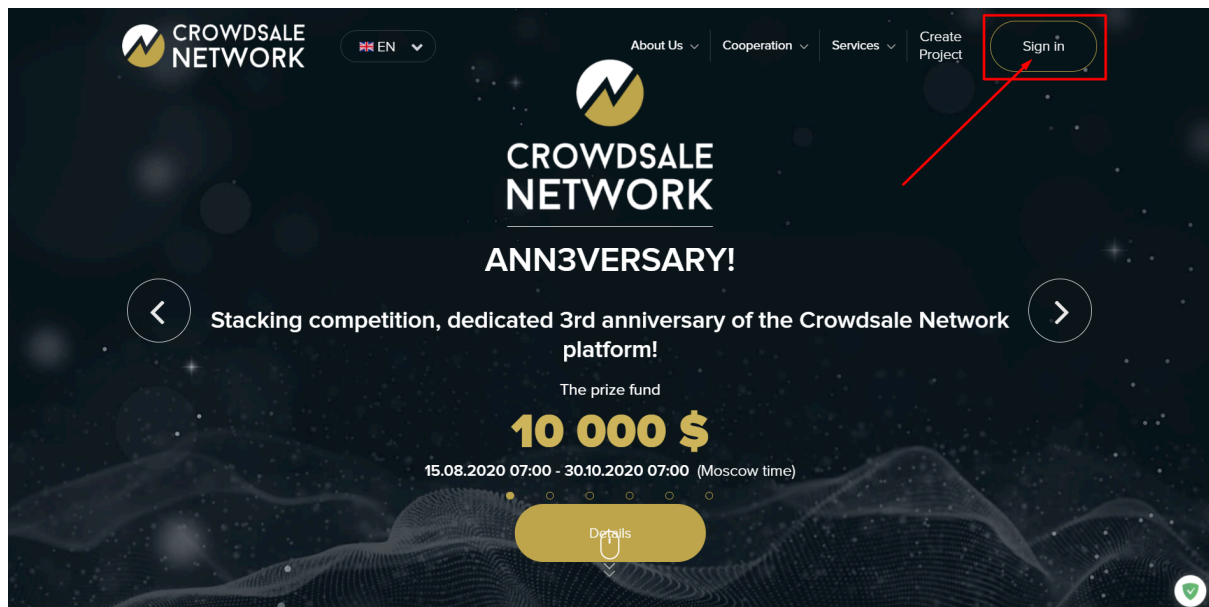 CROWDSALE
NETWORK
EN
About Us
Cooperation
Services
Create
Project
Sign in
CROWDSALE
NETWORK
ANN3VERSARY!
Stacking competition, dedicated 3rd anniversary of the Crowdsale Network
platform!
The prize fund
10 000 $
15.08.2020 07:00 - 30.10.2020 07:00 (Moscow time)
Details